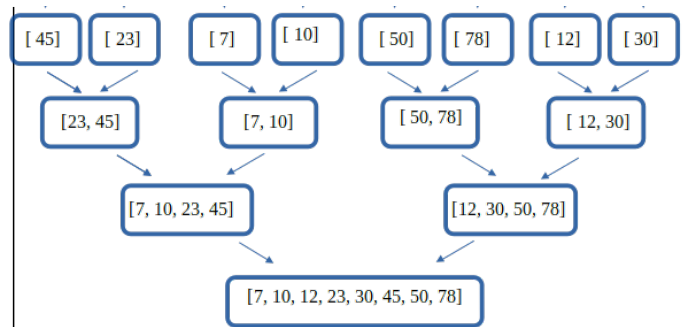 [ 45] [ 23] [ 7] [ 10] [ 50] [ 78] [ 12] [ 30]
[23, 45] [7, 10] [ 50, 78] [ 12, 30]
[7, 10, 23, 45] [12, 30, 50, 78]
[7, 10, 12, 23, 30, 45, 50, 78]